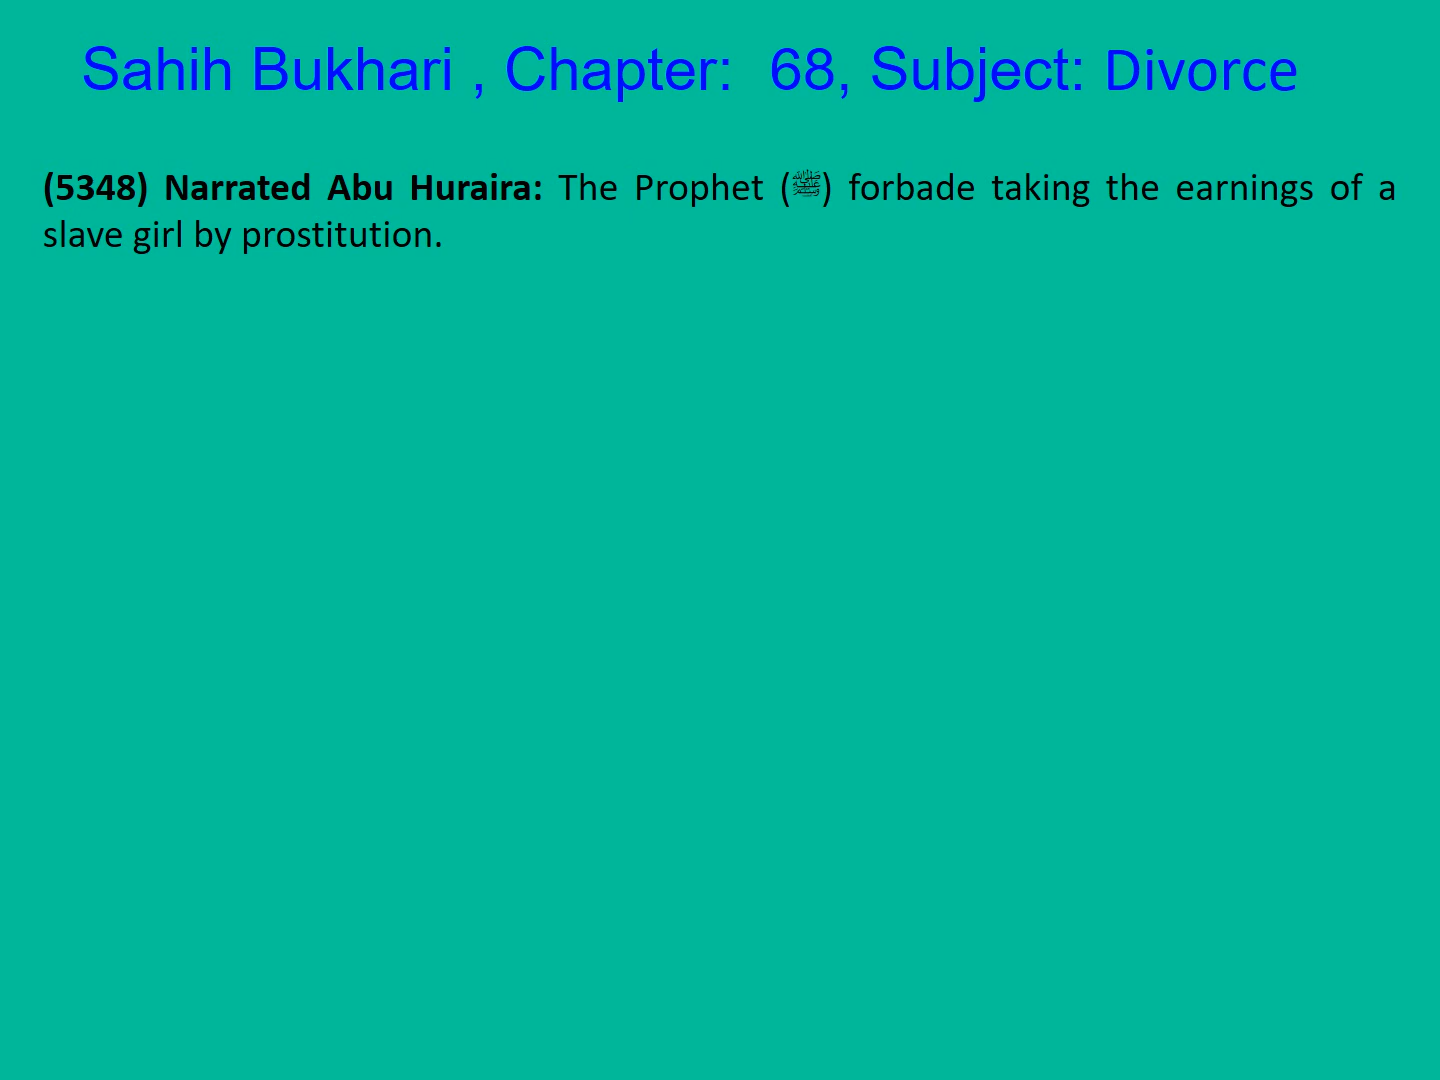 Sahih Bukhari , Chapter:  68, Subject: Divorce
(5348) Narrated Abu Huraira: The Prophet (ﷺ) forbade taking the earnings of a
slave girl by prostitution.